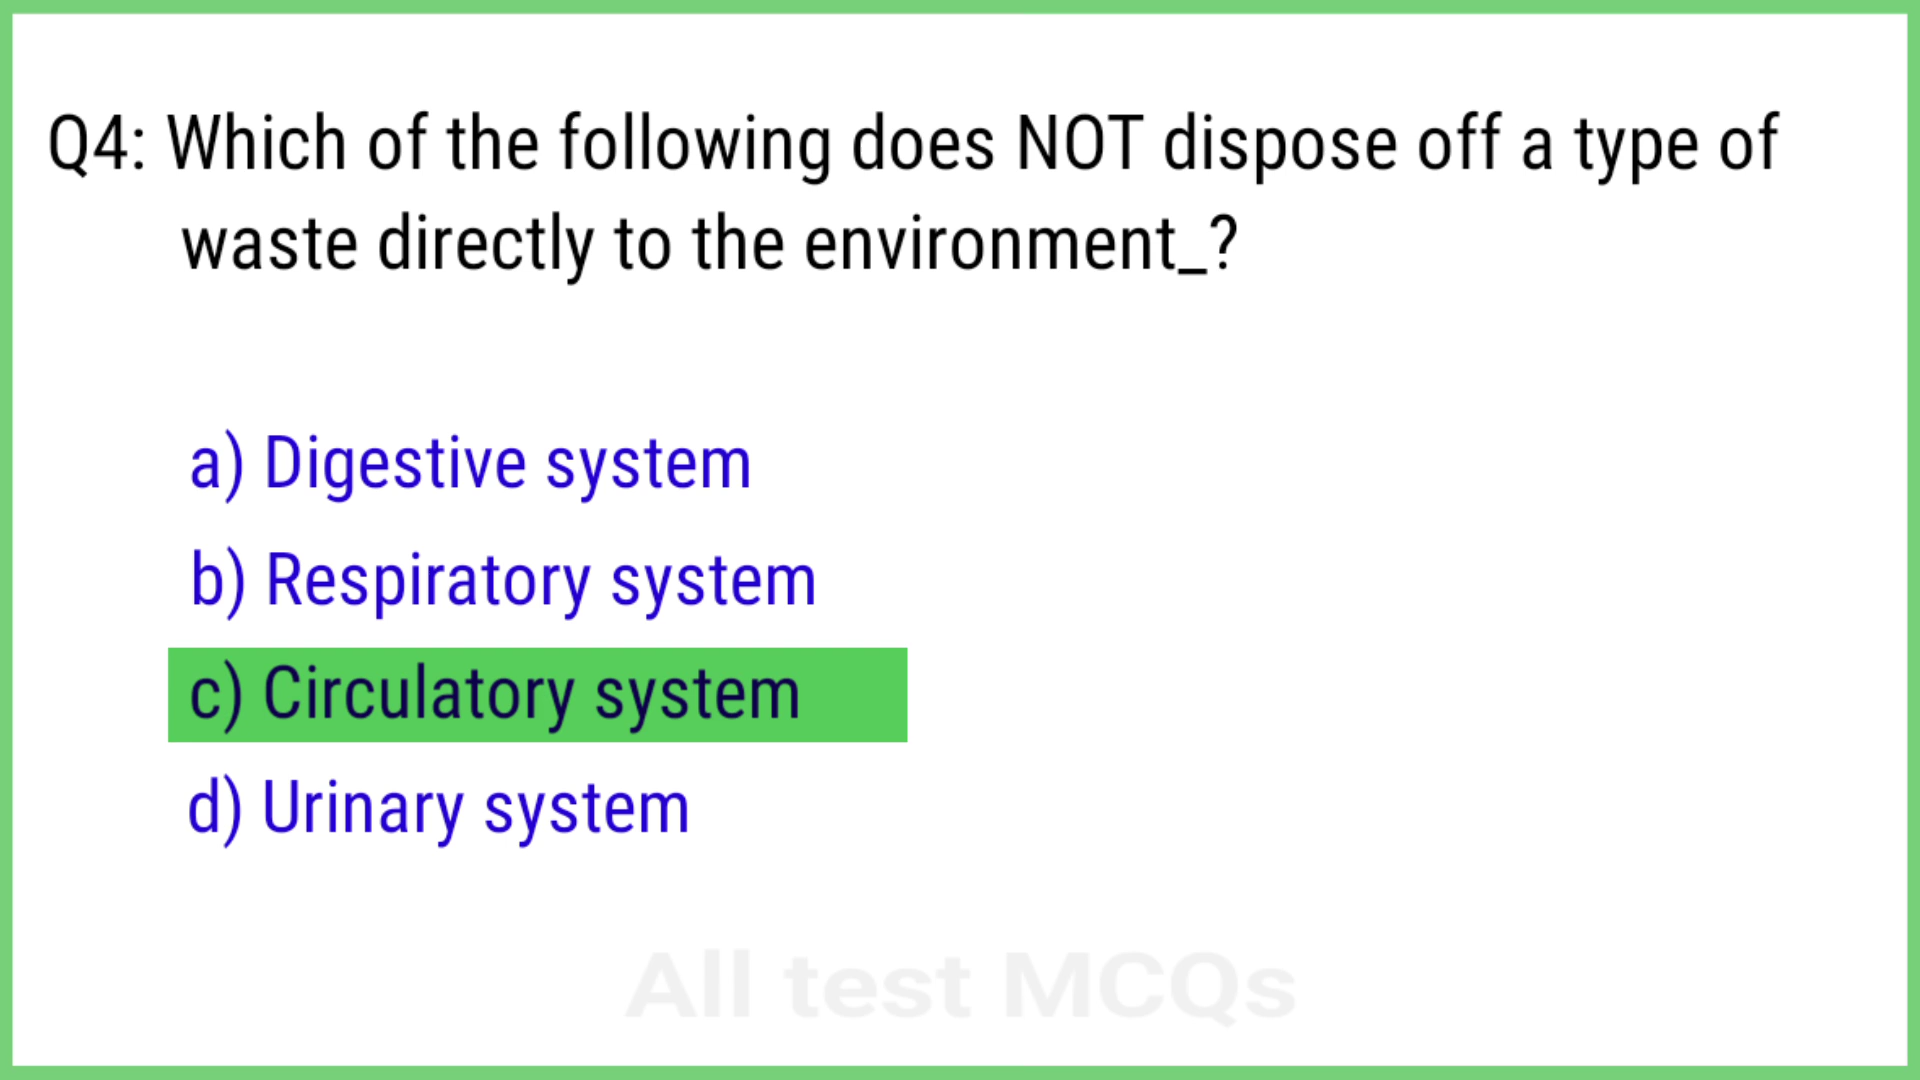 Q4: Which of the following does NOT dispose off a type of
waste directly to the environment_?
a) Digestive system
b) Respiratory system
c) Circulatory system
d) Urinary system
All test MCQs